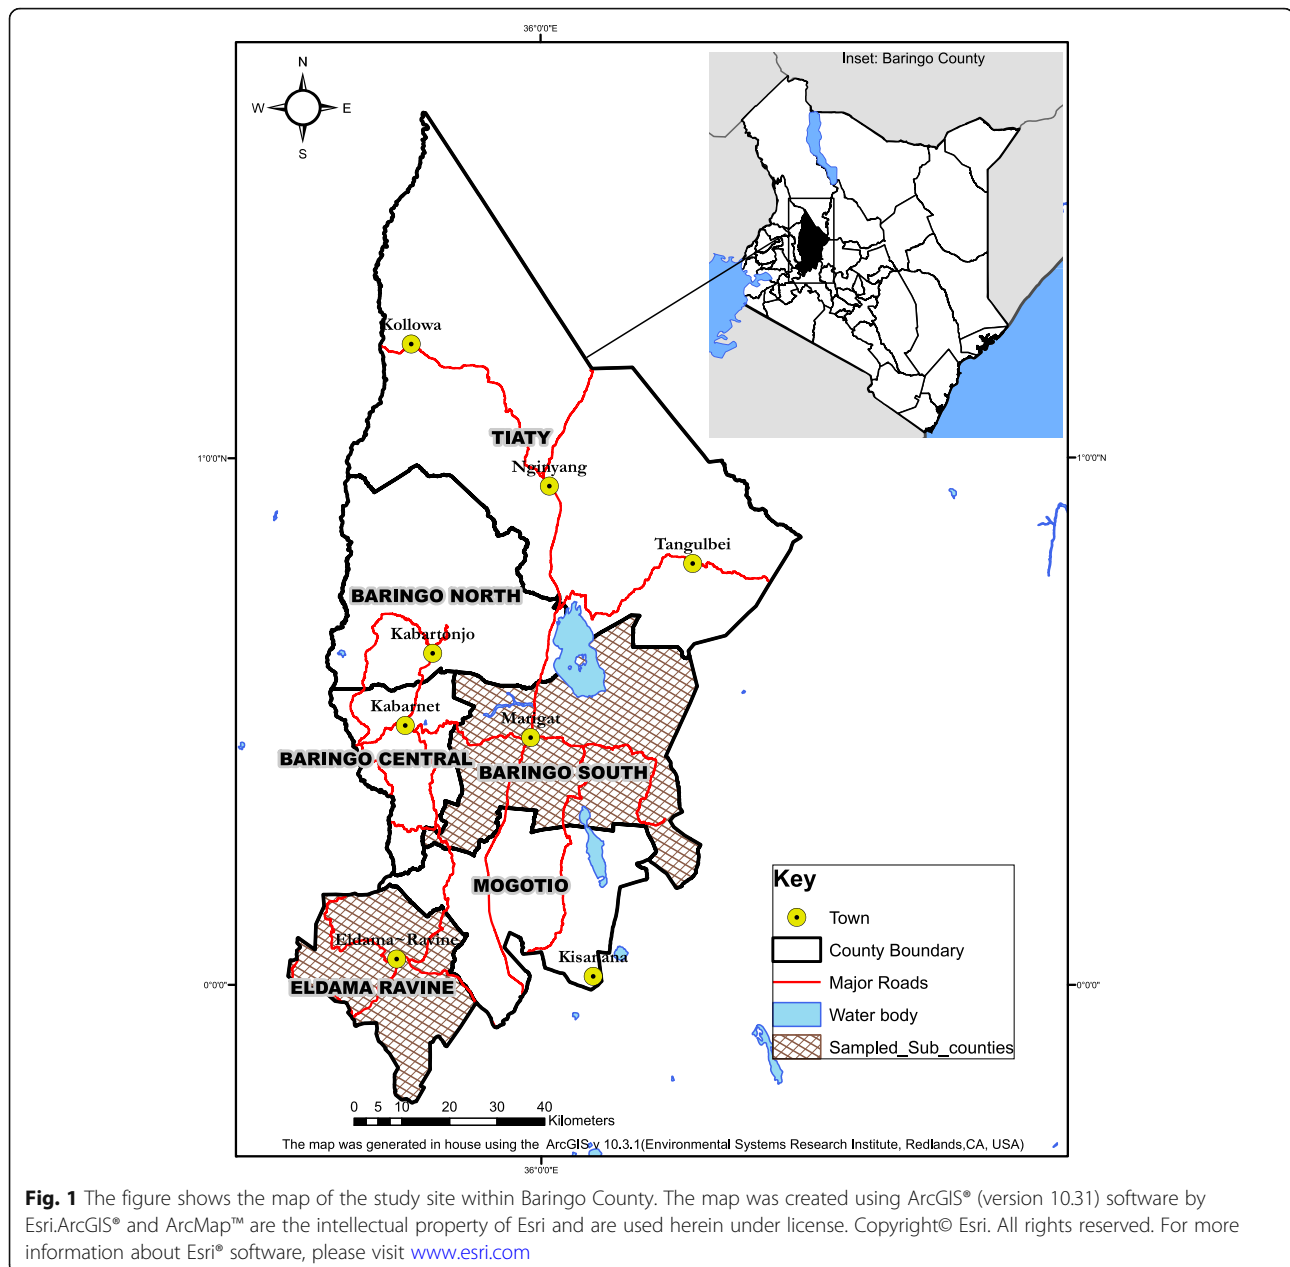 36°0'0"E
Inset: Baringo County
N
W
E
S
Kollowa
TIATY
1°0'0"N
1°0'0"N
Nginyang
Tangulbei
BARINGO NORTH
Kabartonjo
Kabarnet
Marigat
BARINGO CENTRAL
BARINGO SOUTH
MOGOTIO
Key
Town
Eldama~Ravine
County Boundary
Kisanana
ELDAMA RAVINE
0°0'0"
Major Roads
0°0'0"
Water body
Sampled_Sub_counties
0 5 10 20 30 40
Kilometers
The map was generated in house using the ArcGIS v 10.3.1(Environmental Systems Research Institute, Redlands,CA, USA)
36°0'0"E
Fig. 1 The figure shows the map of the study site within Baringo County. The map was created using ArcGIS® (version 10.31) software by
Esri.ArcGIS® and ArcMap™ are the intellectual property of Esri and are used herein under license. Copyright© Esri. All rights reserved. For more
information about Esri® software, please visit www.esri.com